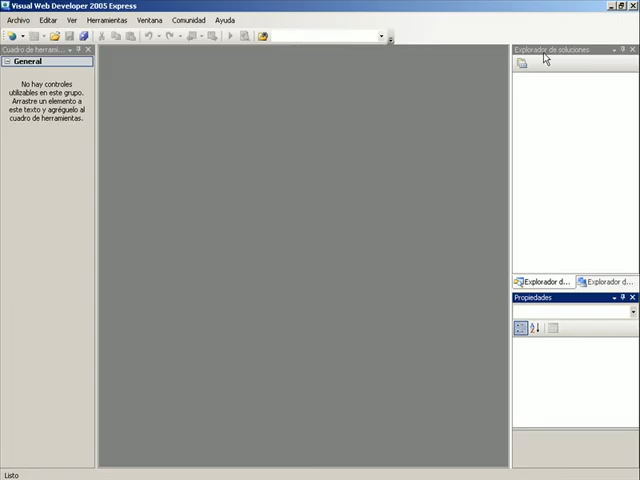 Visual Web Developer 2005 Express
Archivo Editar Ver Herramientas Ventana Comunidad Ayuda
Cuadro de herrami...
General
No hay controles
utilizables en este grupo.
Arrastre un elemento a
este texto y agréguelo al
cuadro de herramientas.
Explorador de soluciones
Explorador d... Explorador d...
Propiedades
Listo